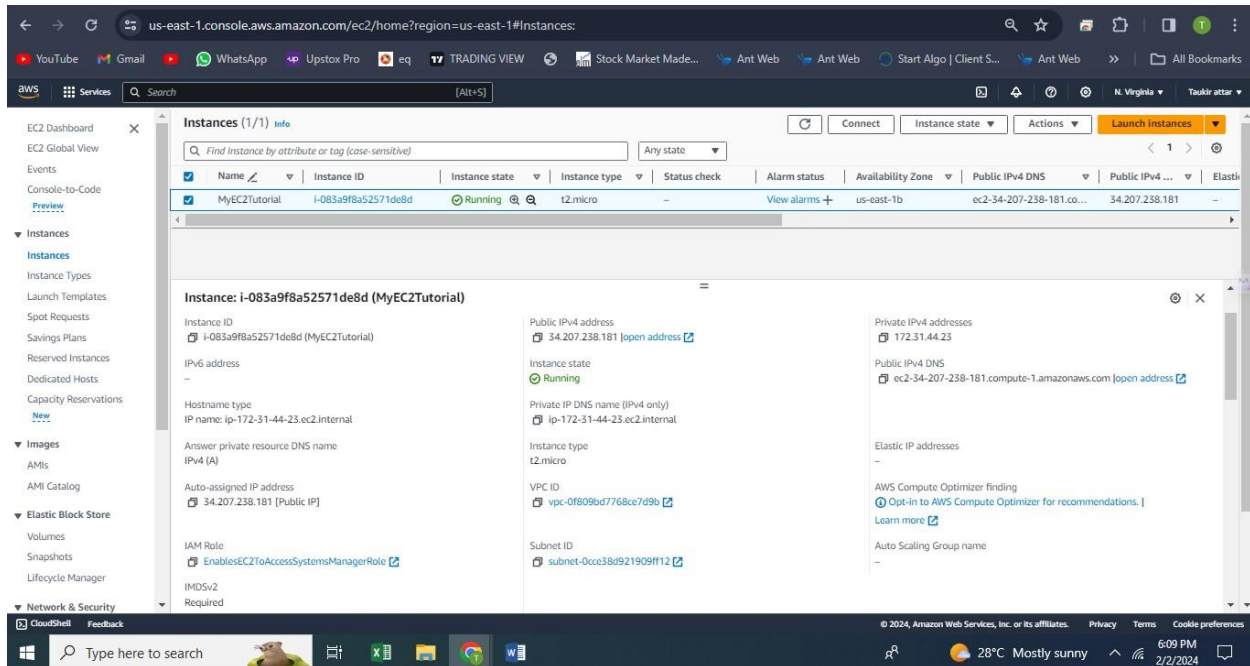 us-east-1.console.aws.amazon.com/ec2/home?region=us-east-1#Instances:
YouTube Gmail WhatsApp Upstox Pro eq TRADING VIEW Stock Market Made... Ant Web Ant Web Start Algo | Client S... Ant Web » All Bookmarks
aws Services Search [Alt+S] N. Virginia Taukir attar
EC2 Dashboard
EC2 Global View
Events
Console-to-Code
Preview
Instances
Instances
Instance Types
Launch Templates
Spot Requests
Savings Plans
Reserved Instances
Dedicated Hosts
Capacity Reservations
New
Images
AMIs
AMI Catalog
Elastic Block Store
Volumes
Snapshots
Lifecycle Manager
Network & Security
Instances (1/1) Info Connect Instance state Actions Launch instances
Find Instance by attribute or tag (case-sensitive) Any state 1
Name Instance ID Instance state Instance type Status check Alarm status Availability Zone Public IPv4 DNS Public IPv4 ... Elastic
MyEC2Tutorial i-083a9f8a52571de8d Running t2.micro – View alarms + us-east-1b ec2-34-207-238-181.co... 34.207.238.181 –
Instance: i-083a9f8a52571de8d (MyEC2Tutorial)
Instance ID
i-083a9f8a52571de8d (MyEC2Tutorial)
Public IPv4 address
34.207.238.181 |open address
Private IPv4 addresses
172.31.44.23
IPv6 address
–
Instance state
Running
Public IPv4 DNS
ec2-34-207-238-181.compute-1.amazonaws.com |open address
Hostname type
IP name: ip-172-31-44-23.ec2.internal
Private IP DNS name (IPv4 only)
ip-172-31-44-23.ec2.internal
Answer private resource DNS name
IPv4 (A)
Instance type
t2.micro
Elastic IP addresses
–
Auto-assigned IP address
34.207.238.181 [Public IP]
VPC ID
vpc-0f809bd7768ce7d9b
AWS Compute Optimizer finding
Opt-in to AWS Compute Optimizer for recommendations. |
Learn more
IAM Role
EnablesEC2ToAccessSystemsManagerRole
Subnet ID
subnet-0cce38d921909ff12
Auto Scaling Group name
–
IMDSv2
Required
CloudShell Feedback © 2024, Amazon Web Services, Inc. or its affiliates. Privacy Terms Cookie preferences
Type here to search 28°C Mostly sunny 6:09 PM
2/2/2024